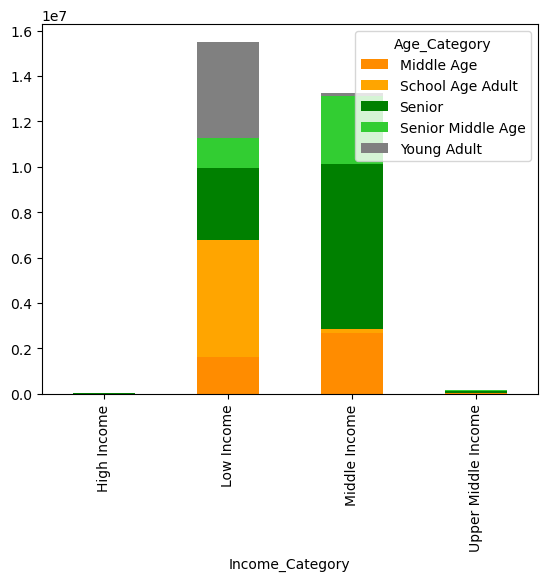 1e7
1.6
1.4
1.2
1.0
0.8
0.6
0.4
0.2
0.0
Age_Category
Middle Age
School Age Adult
Senior
Senior Middle Age
Young Adult
High Income
Low Income
Middle Income
Upper Middle Income
Income_Category